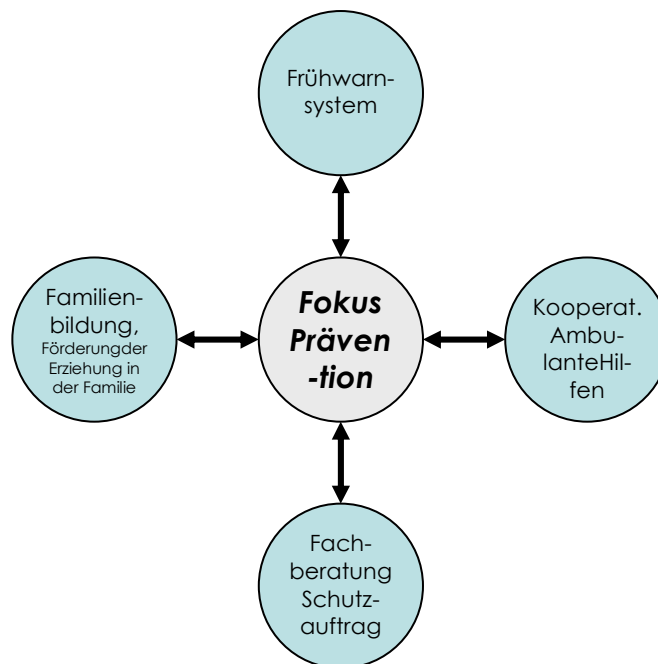 Frühwarn-
system
Familien-
bildung,
Förderungder
Erziehung in
der Familie
Fokus
Präven
-tion
Kooperat.
Ambu-
lanteHil-
fen
Fach-
beratung
Schutz-
auftrag